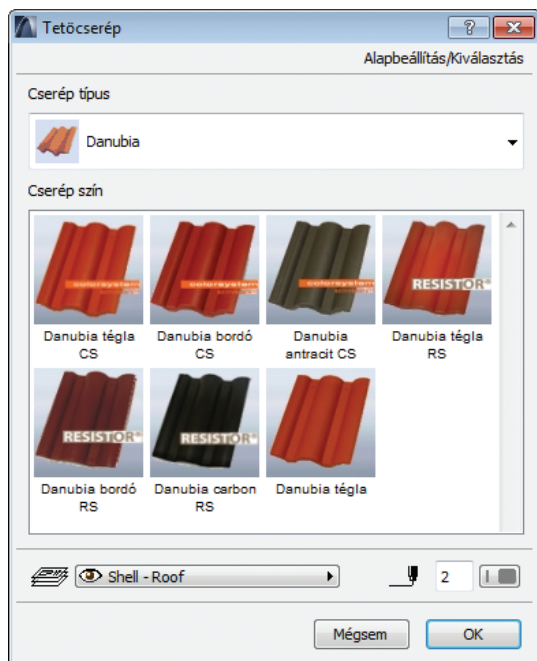 Tetőcserép
Alapbeállítás/Kiválasztás
Cserép típus
Danubia
Cserép szín
colorsystem
colorsystem
colorsystem
RESISTOR®
Danubia tégla
CS
Danubia bordó
CS
Danubia
antracit CS
Danubia tégla
RS
RESISTOR®
RESISTOR®
Danubia bordó
RS
Danubia carbon
RS
Danubia tégla
Shell - Roof
2
Mégsem
OK